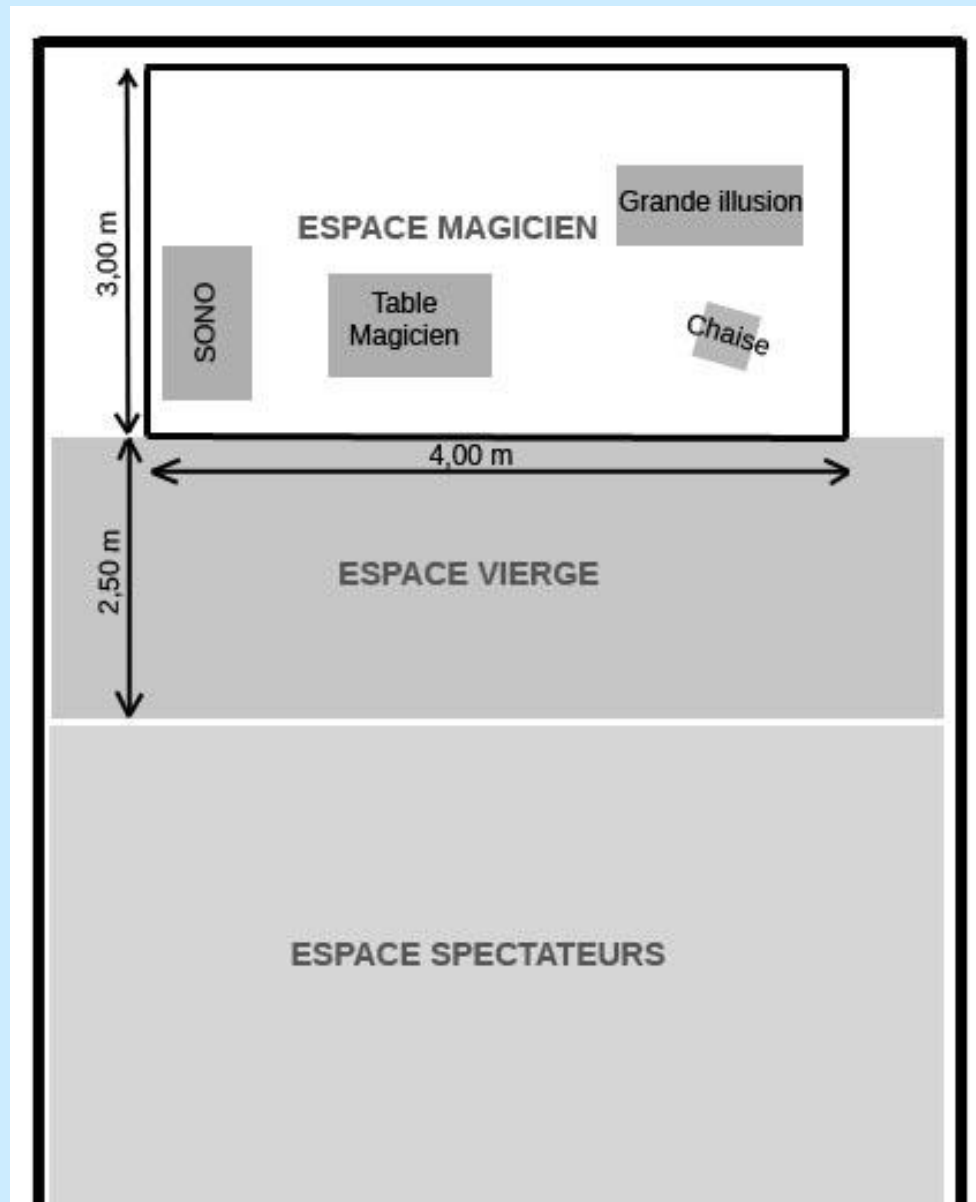 3,00 m
ESPACE MAGICIEN
Grande illusion
SONO
Table
Magicien
Chaise
4,00 m
2,50 m
ESPACE VIERGE
ESPACE SPECTATEURS